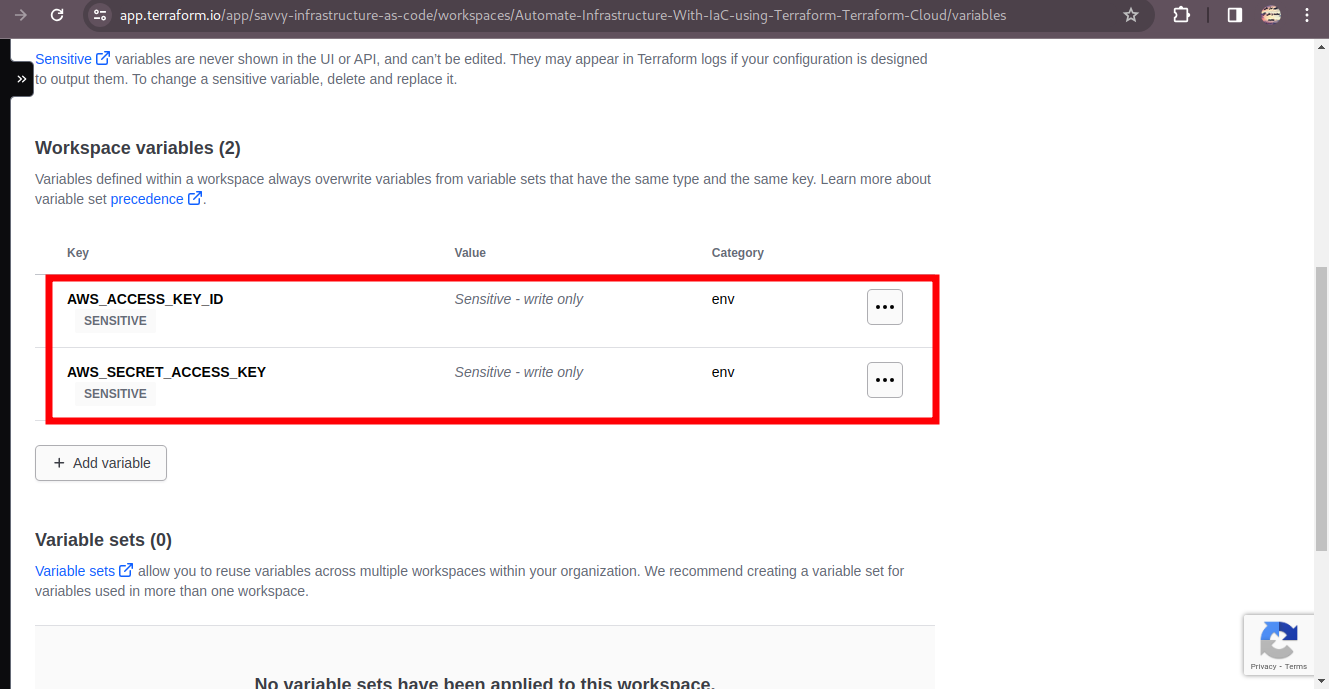 app.terraform.io/app/savvy-infrastructure-as-code/workspaces/Automate-Infrastructure-With-IaC-using-Terraform-Terraform-Cloud/variables
Sensitive variables are never shown in the UI or API, and can't be edited. They may appear in Terraform logs if your configuration is designed
to output them. To change a sensitive variable, delete and replace it.
Workspace variables (2)
Variables defined within a workspace always overwrite variables from variable sets that have the same type and the same key. Learn more about
variable set precedence.
Key Value Category
AWS_ACCESS_KEY_ID Sensitive - write only env
SENSITIVE
AWS_SECRET_ACCESS_KEY Sensitive - write only env
SENSITIVE
+ Add variable
Variable sets (0)
Variable sets allow you to reuse variables across multiple workspaces within your organization. We recommend creating a variable set for
variables used in more than one workspace.
No variable sets have been applied to this workspace.
Privacy - Terms